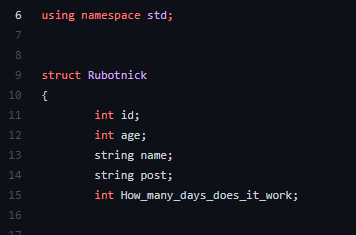 6 using namespace std;
7
8
9 struct Rubotnick
10 {
11 int id;
12 int age;
13 string name;
14 string post;
15 int How_many_days_does_it_work;
16
17